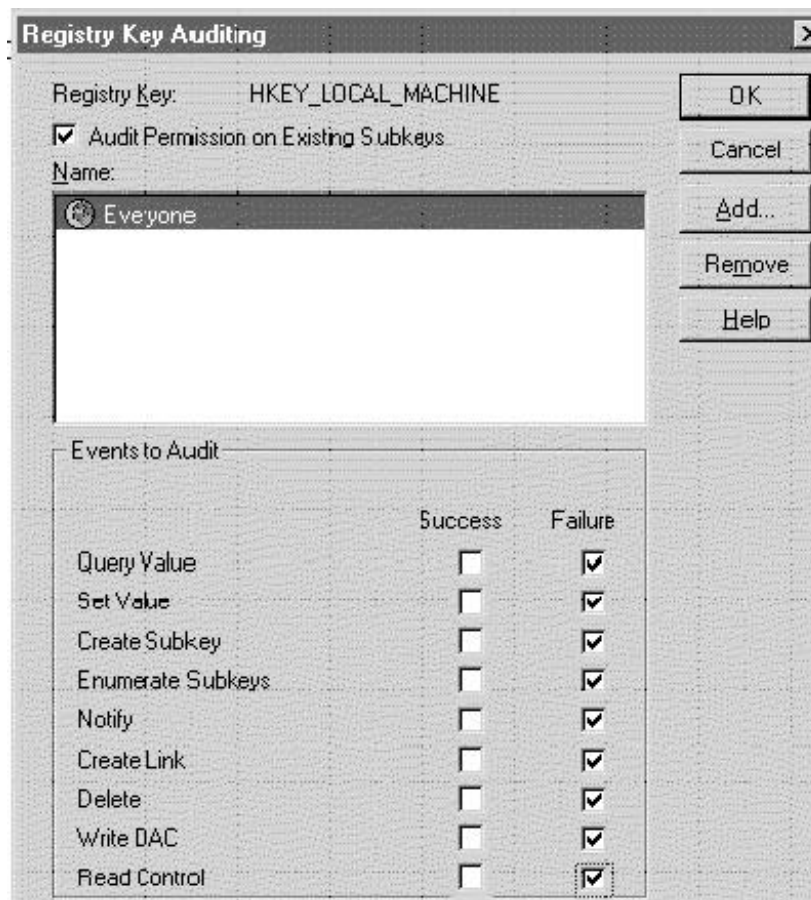 Registry Key Auditing
Registry Key: HKEY_LOCAL_MACHINE
OK
Audit Permission on Existing Subkeys
Cancel
Name:
Eveyone
Add...
Remove
Help
Events to Audit
Success Failure
Query Value
Set Value
Create Subkey
Enumerate Subkeys
Notify
Create Link
Delete
Write DAC
Read Control